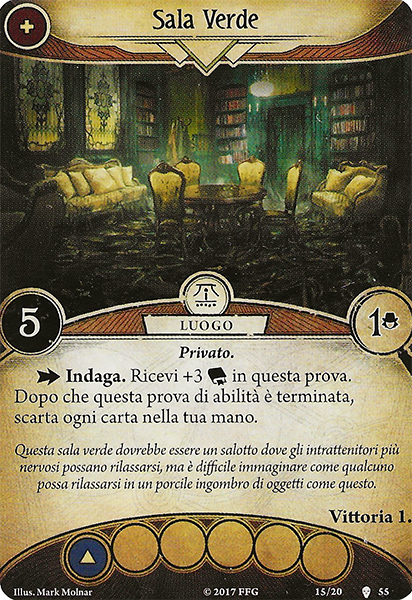 Sala Verde
5
LUOGO
1
Privato.
Indaga. Ricevi +3 in questa prova.
Dopo che questa prova di abilità è terminata,
scarta ogni carta nella tua mano.
Questa sala verde dovrebbe essere un salotto dove gli intrattenitori più
nervosi possano rilassarsi, ma è difficile immaginare come qualcuno
possa rilassarsi in un porcile ingombro di oggetti come questo.
Vittoria 1.
Illus. Mark Molnar © 2017 FFG 15/20 55